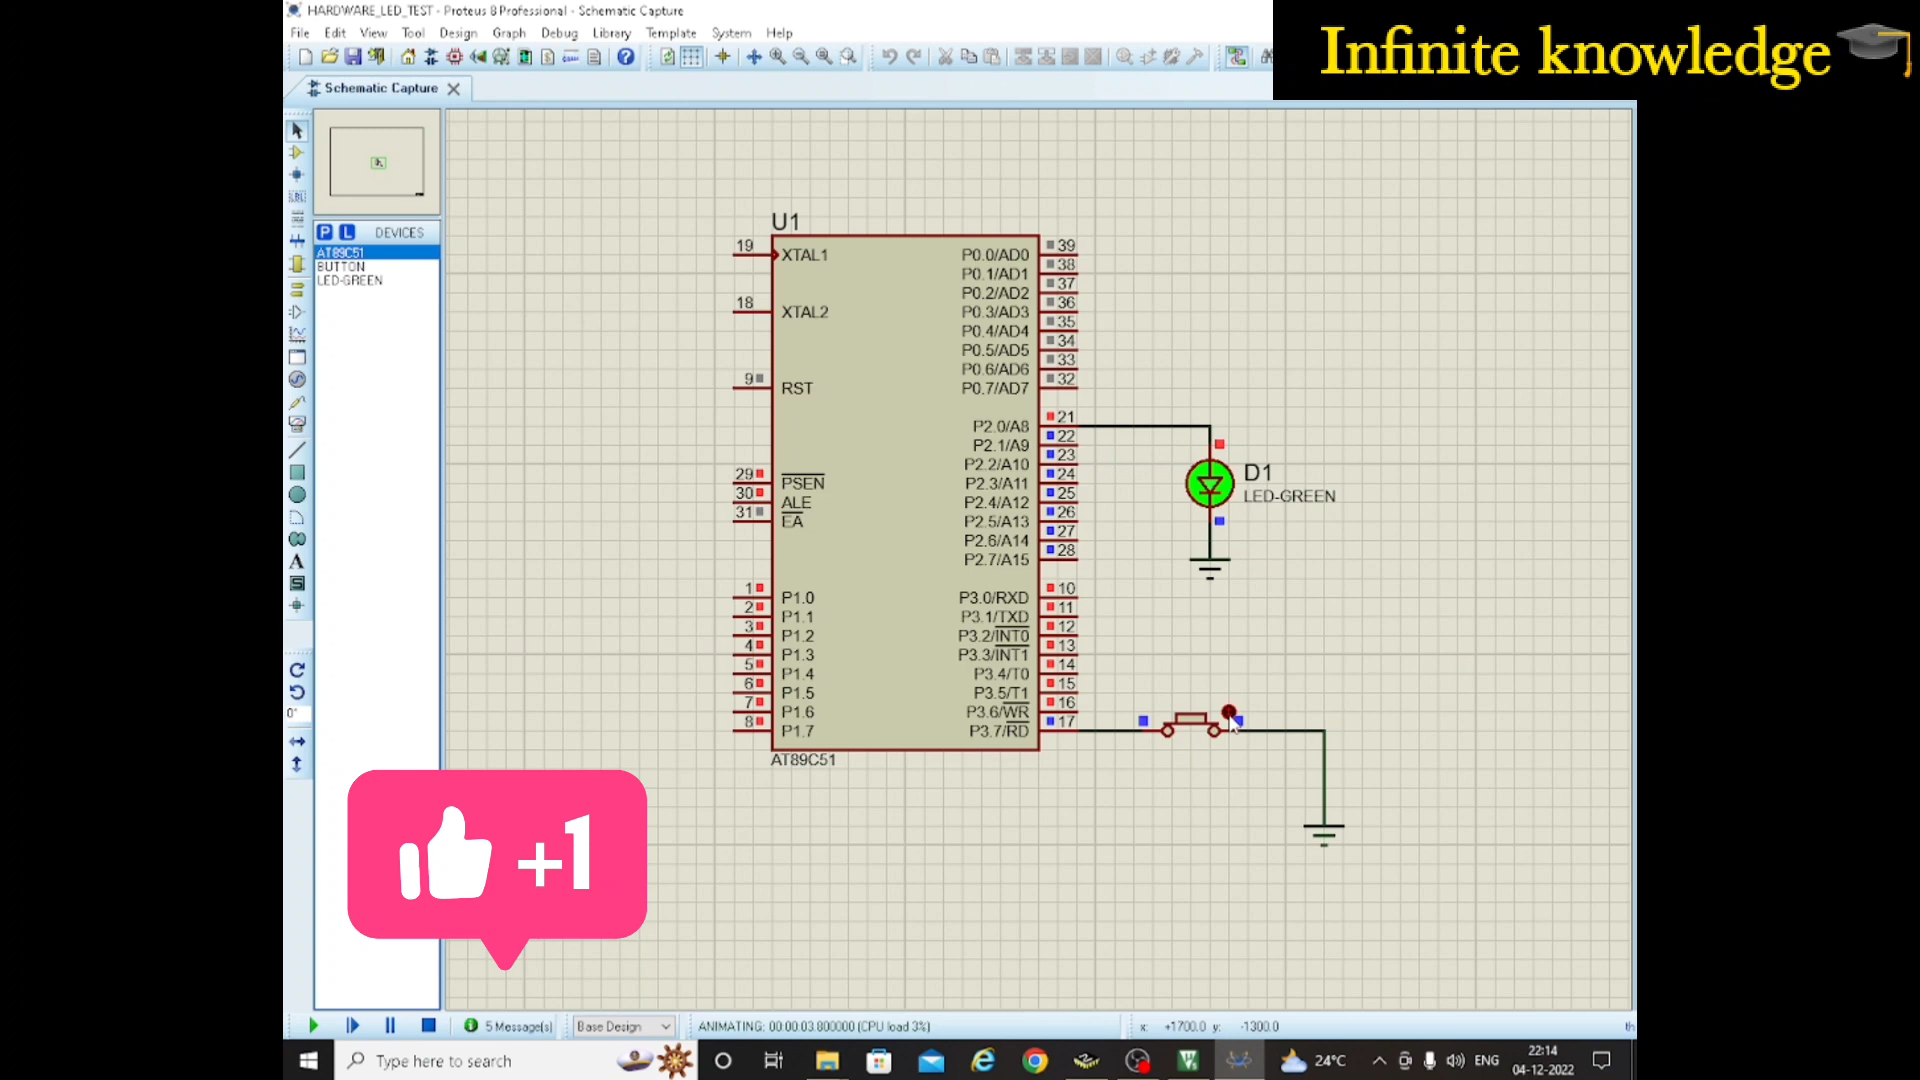 HARDWARE_LED_TEST - Proteus 8 Professional - Schematic Capture
File Edit View Tool Design Graph Debug Library Template System Help
Infinite knowledge
Schematic Capture
P L DEVICES
AT89C51
BUTTON
LED-GREEN
0°
U1
19 XTAL1
18 XTAL2
9 RST
29 PSEN
30 ALE
31 EA
1 P1.0
2 P1.1
3 P1.2
4 P1.3
5 P1.4
6 P1.5
7 P1.6
8 P1.7
P0.0/AD0 39
P0.1/AD1 38
P0.2/AD2 37
P0.3/AD3 36
P0.4/AD4 35
P0.5/AD5 34
P0.6/AD6 33
P0.7/AD7 32
P2.0/A8 21
P2.1/A9 22
P2.2/A10 23
P2.3/A11 24
P2.4/A12 25
P2.5/A13 26
P2.6/A14 27
P2.7/A15 28
P3.0/RXD 10
P3.1/TXD 11
P3.2/INT0 12
P3.3/INT1 13
P3.4/T0 14
P3.5/T1 15
P3.6/WR 16
P3.7/RD 17
AT89C51
D1
LED-GREEN
+1
5 Message(s) Base Design ANIMATING: 00:00:03.800000 (CPU load 3%) x: +1700.0 y: -1300.0 th
Type here to search 24°C ENG 22:14
04-12-2022